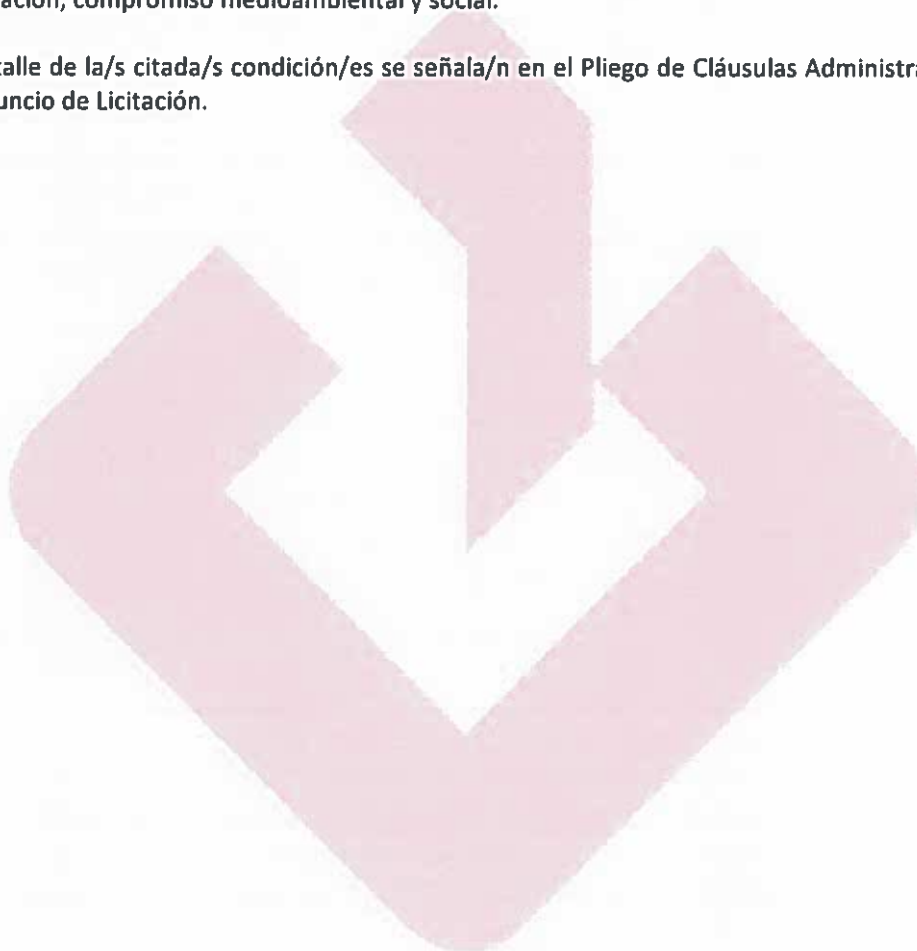 ación, compromiso medioambiental y social.
talle de la/s citada/s condición/es se señala/n en el Pliego de Cláusulas Administra
uncio de Licitación.